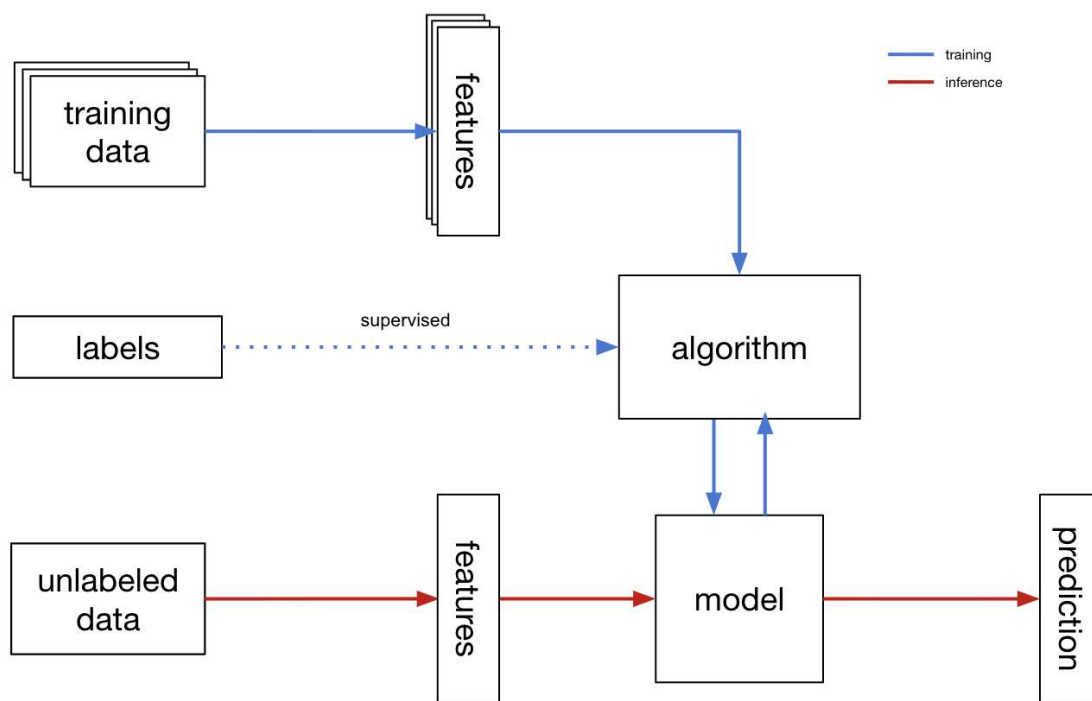 training
inference
training
data
features
supervised
labels
algorithm
unlabeled
data
features
model
prediction